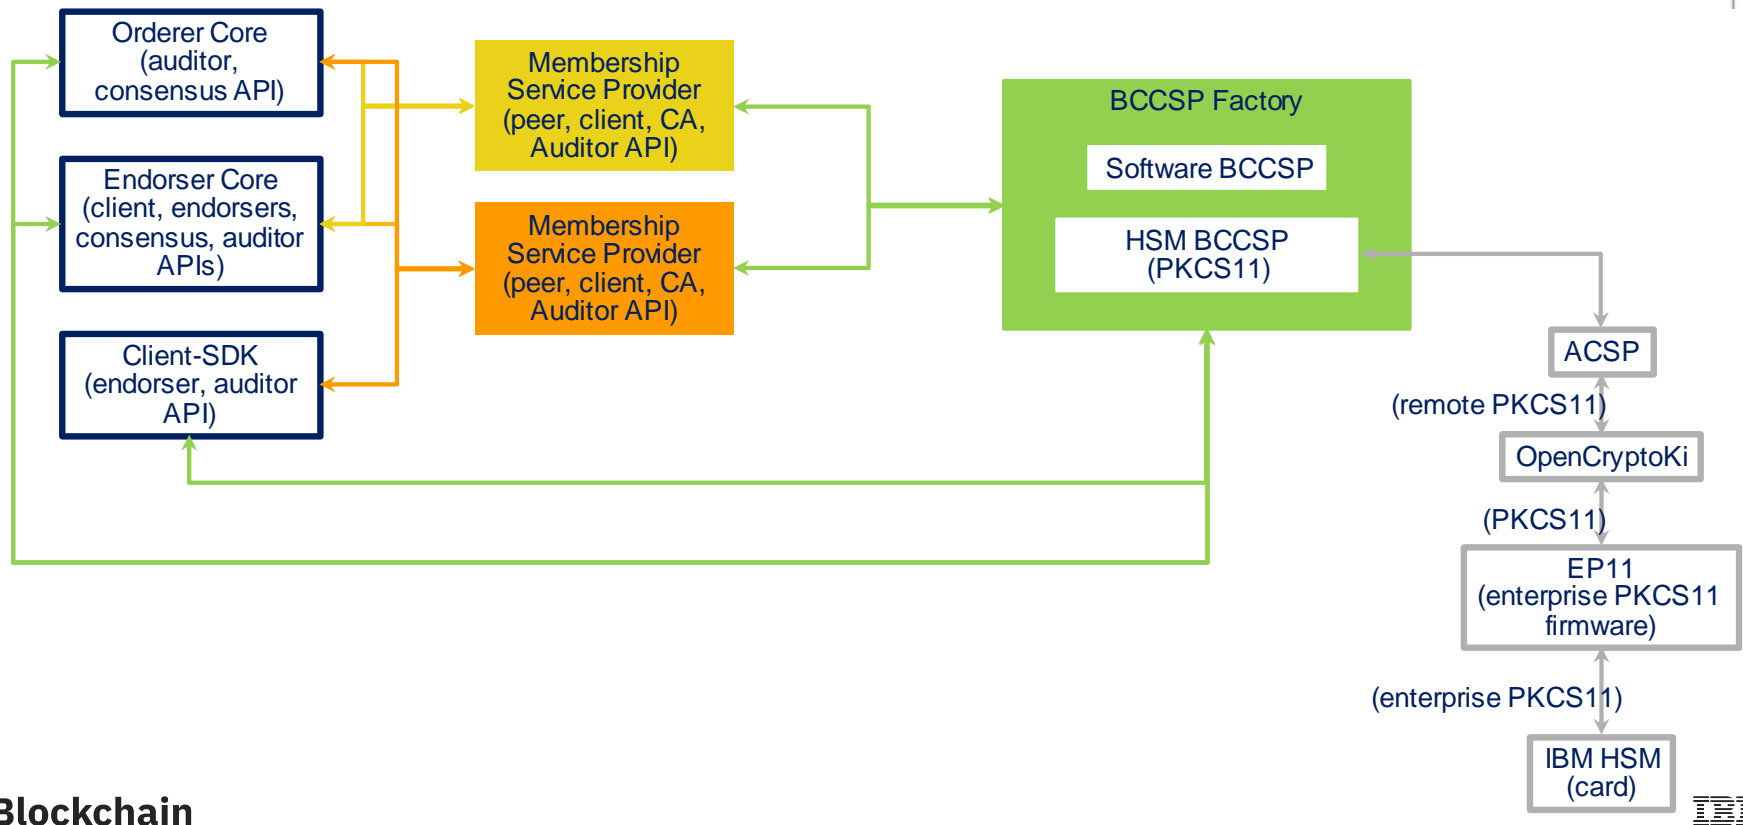 Orderer Core
(auditor,
consensus API)
Endorser Core
(client, endorsers,
consensus, auditor
APIs)
Client-SDK
(endorser, auditor
API)
Membership
Service Provider
(peer, client, CA,
Auditor API)
Membership
Service Provider
(peer, client, CA,
Auditor API)
BCCSP Factory
Software BCCSP
HSM BCCSP
(PKCS11)
ACSP
(remote PKCS11)
OpenCryptoKi
(PKCS11)
EP11
(enterprise PKCS11
firmware)
(enterprise PKCS11)
IBM HSM
(card)
Blockchain
IBM